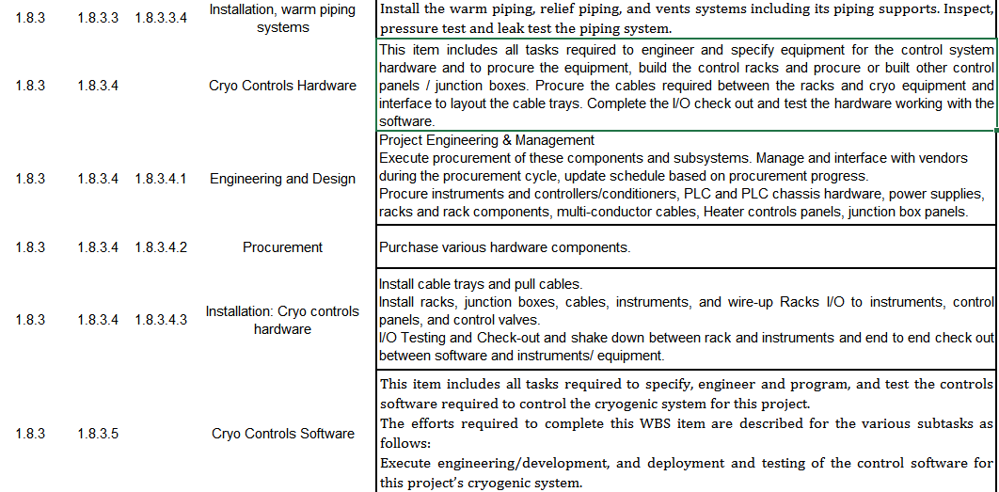 1.8.3 1.8.3.3 1.8.3.3.4 Installation, warm piping systems
Install the warm piping, relief piping, and vents systems including its piping supports. Inspect,
pressure test and leak test the piping system.
1.8.3 1.8.3.4 Cryo Controls Hardware
This item includes all tasks required to engineer and specify equipment for the control system
hardware and to procure the equipment, build the control racks and procure or built other control
panels / junction boxes. Procure the cables required between the racks and cryo equipment and
interface to layout the cable trays. Complete the I/O check out and test the hardware working with the
software.
1.8.3 1.8.3.4 1.8.3.4.1 Engineering and Design
Project Engineering & Management
Execute procurement of these components and subsystems. Manage and interface with vendors
during the procurement cycle, update schedule based on procurement progress.
Procure instruments and controllers/conditioners, PLC and PLC chassis hardware, power supplies,
racks and rack components, multi-conductor cables, Heater controls panels, junction box panels.
1.8.3 1.8.3.4 1.8.3.4.2 Procurement
Purchase various hardware components.
1.8.3 1.8.3.4 1.8.3.4.3 Installation: Cryo controls hardware
Install cable trays and pull cables.
Install racks, junction boxes, cables, instruments, and wire-up Racks I/O to instruments, control
panels, and control valves.
I/O Testing and Check-out and shake down between rack and instruments and end to end check out
between software and instruments/ equipment.
1.8.3 1.8.3.5 Cryo Controls Software
This item includes all tasks required to specify, engineer and program, and test the controls
software required to control the cryogenic system for this project.
The efforts required to complete this WBS item are described for the various subtasks as
follows:
Execute engineering/development, and deployment and testing of the control software for
this project's cryogenic system.